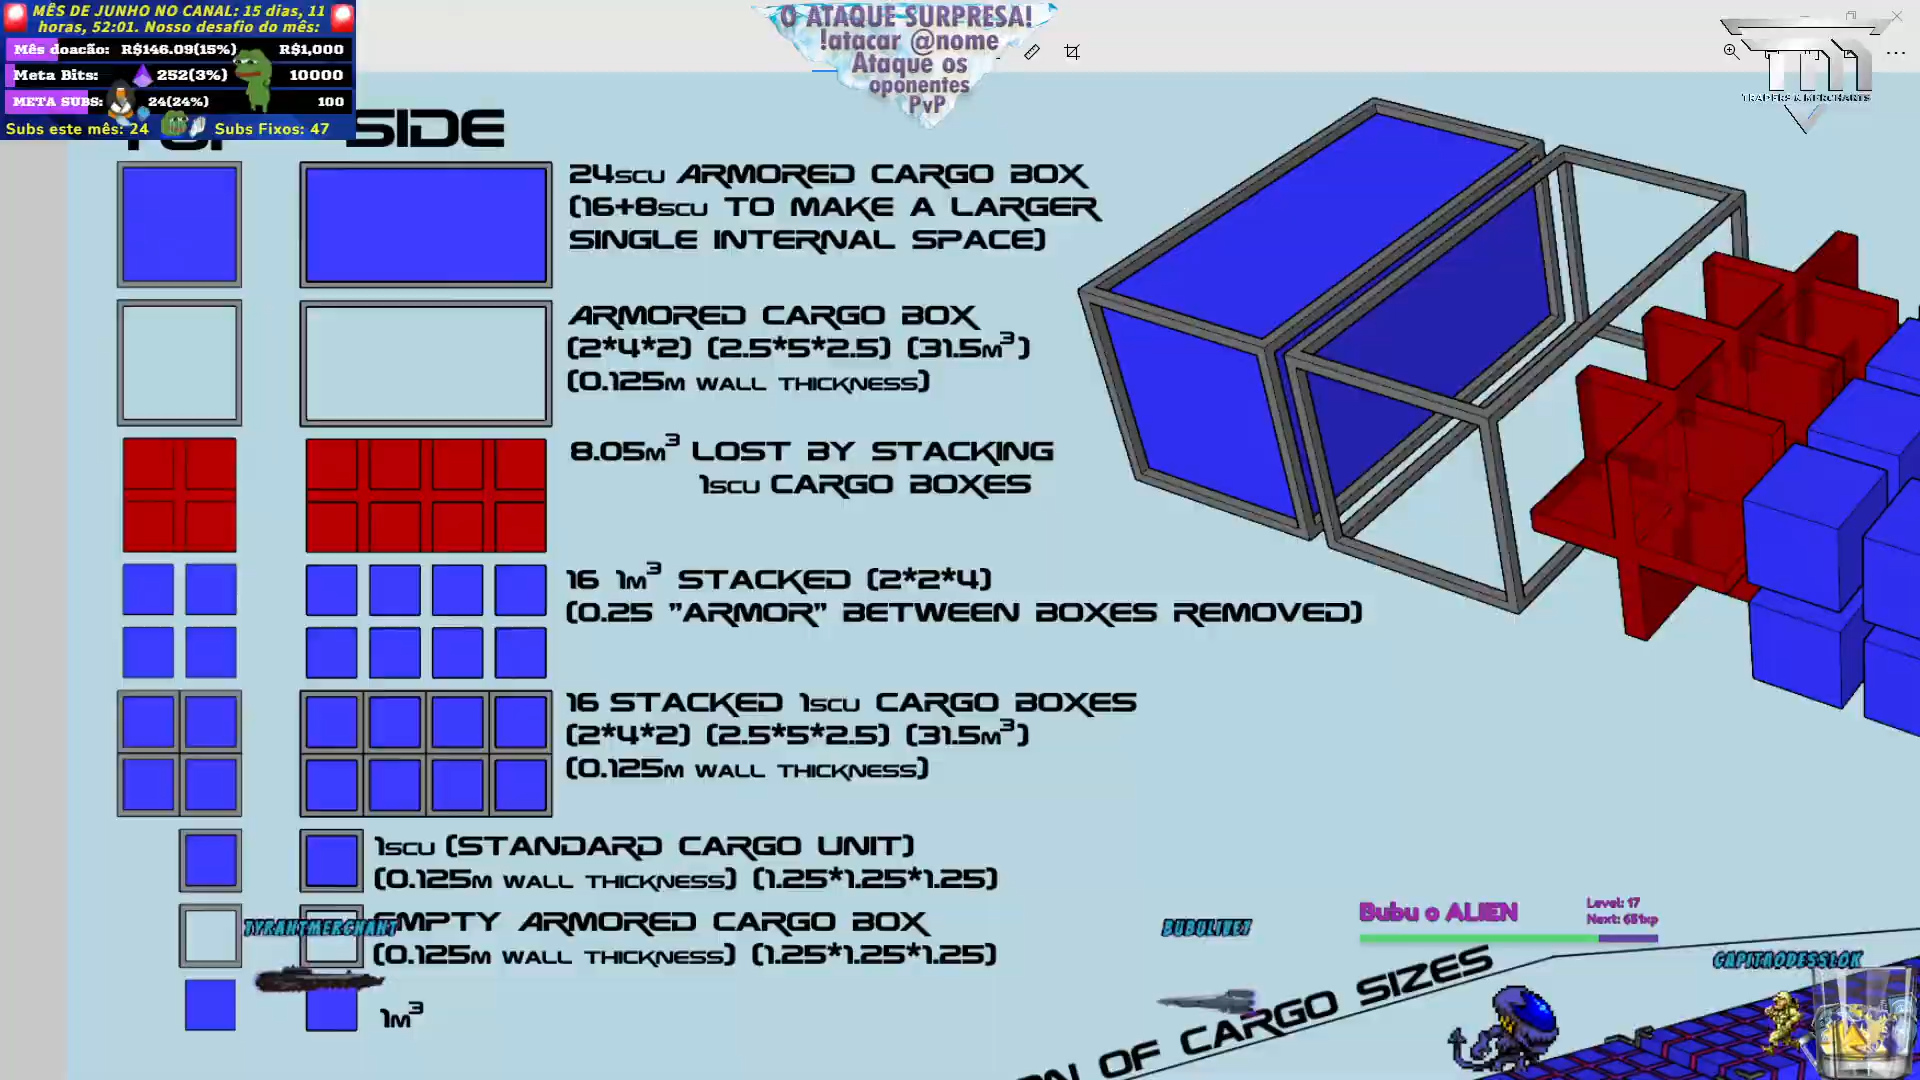 MÊS DE JUNHO NO CANAL: 15 dias, 11
horas, 52:01. Nosso desafio do mês:
Mês doacão: R$146.09(15%) R$1,000
Meta Bits: 252(3%) 10000
META SUBS: 24(24%) 100
Subs este mês: 24 Subs Fixos: 47
O ATAQUE SURPRESA!
!atacar @nome
Ataque os
oponentes
PvP
TRADERS & MERCHANTS
SIDE
24SCU ARMORED CARGO BOX
(16+8SCU TO MAKE A LARGER
SINGLE INTERNAL SPACE)
ARMORED CARGO BOX
(2*4*2) (2.5*5*2.5) (31.5M³)
(0.125M WALL THICKNESS)
8.05M³ LOST BY STACKING
1SCU CARGO BOXES
16 1M³ STACKED (2*2*4)
(0.25 "ARMOR" BETWEEN BOXES REMOVED)
16 STACKED 1SCU CARGO BOXES
(2*4*2) (2.5*5*2.5) (31.5M³)
(0.125M WALL THICKNESS)
1SCU (STANDARD CARGO UNIT)
(0.125M WALL THICKNESS) (1.25*1.25*1.25)
EMPTY ARMORED CARGO BOX
(0.125M WALL THICKNESS) (1.25*1.25*1.25)
1M³
TYRANTMERCHANT
BUBULIVE7
Bubu o ALIEN
Level: 17
Next: 651xp
CAPITAODESSLOK
OF CARGO SIZES